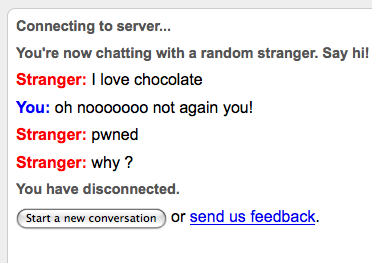 Connecting to server...
You're now chatting with a random stranger. Say hi!
Stranger: I love chocolate
You: oh nooooooo not again you!
Stranger: pwned
Stranger: why ?
You have disconnected.
Start a new conversation or send us feedback.